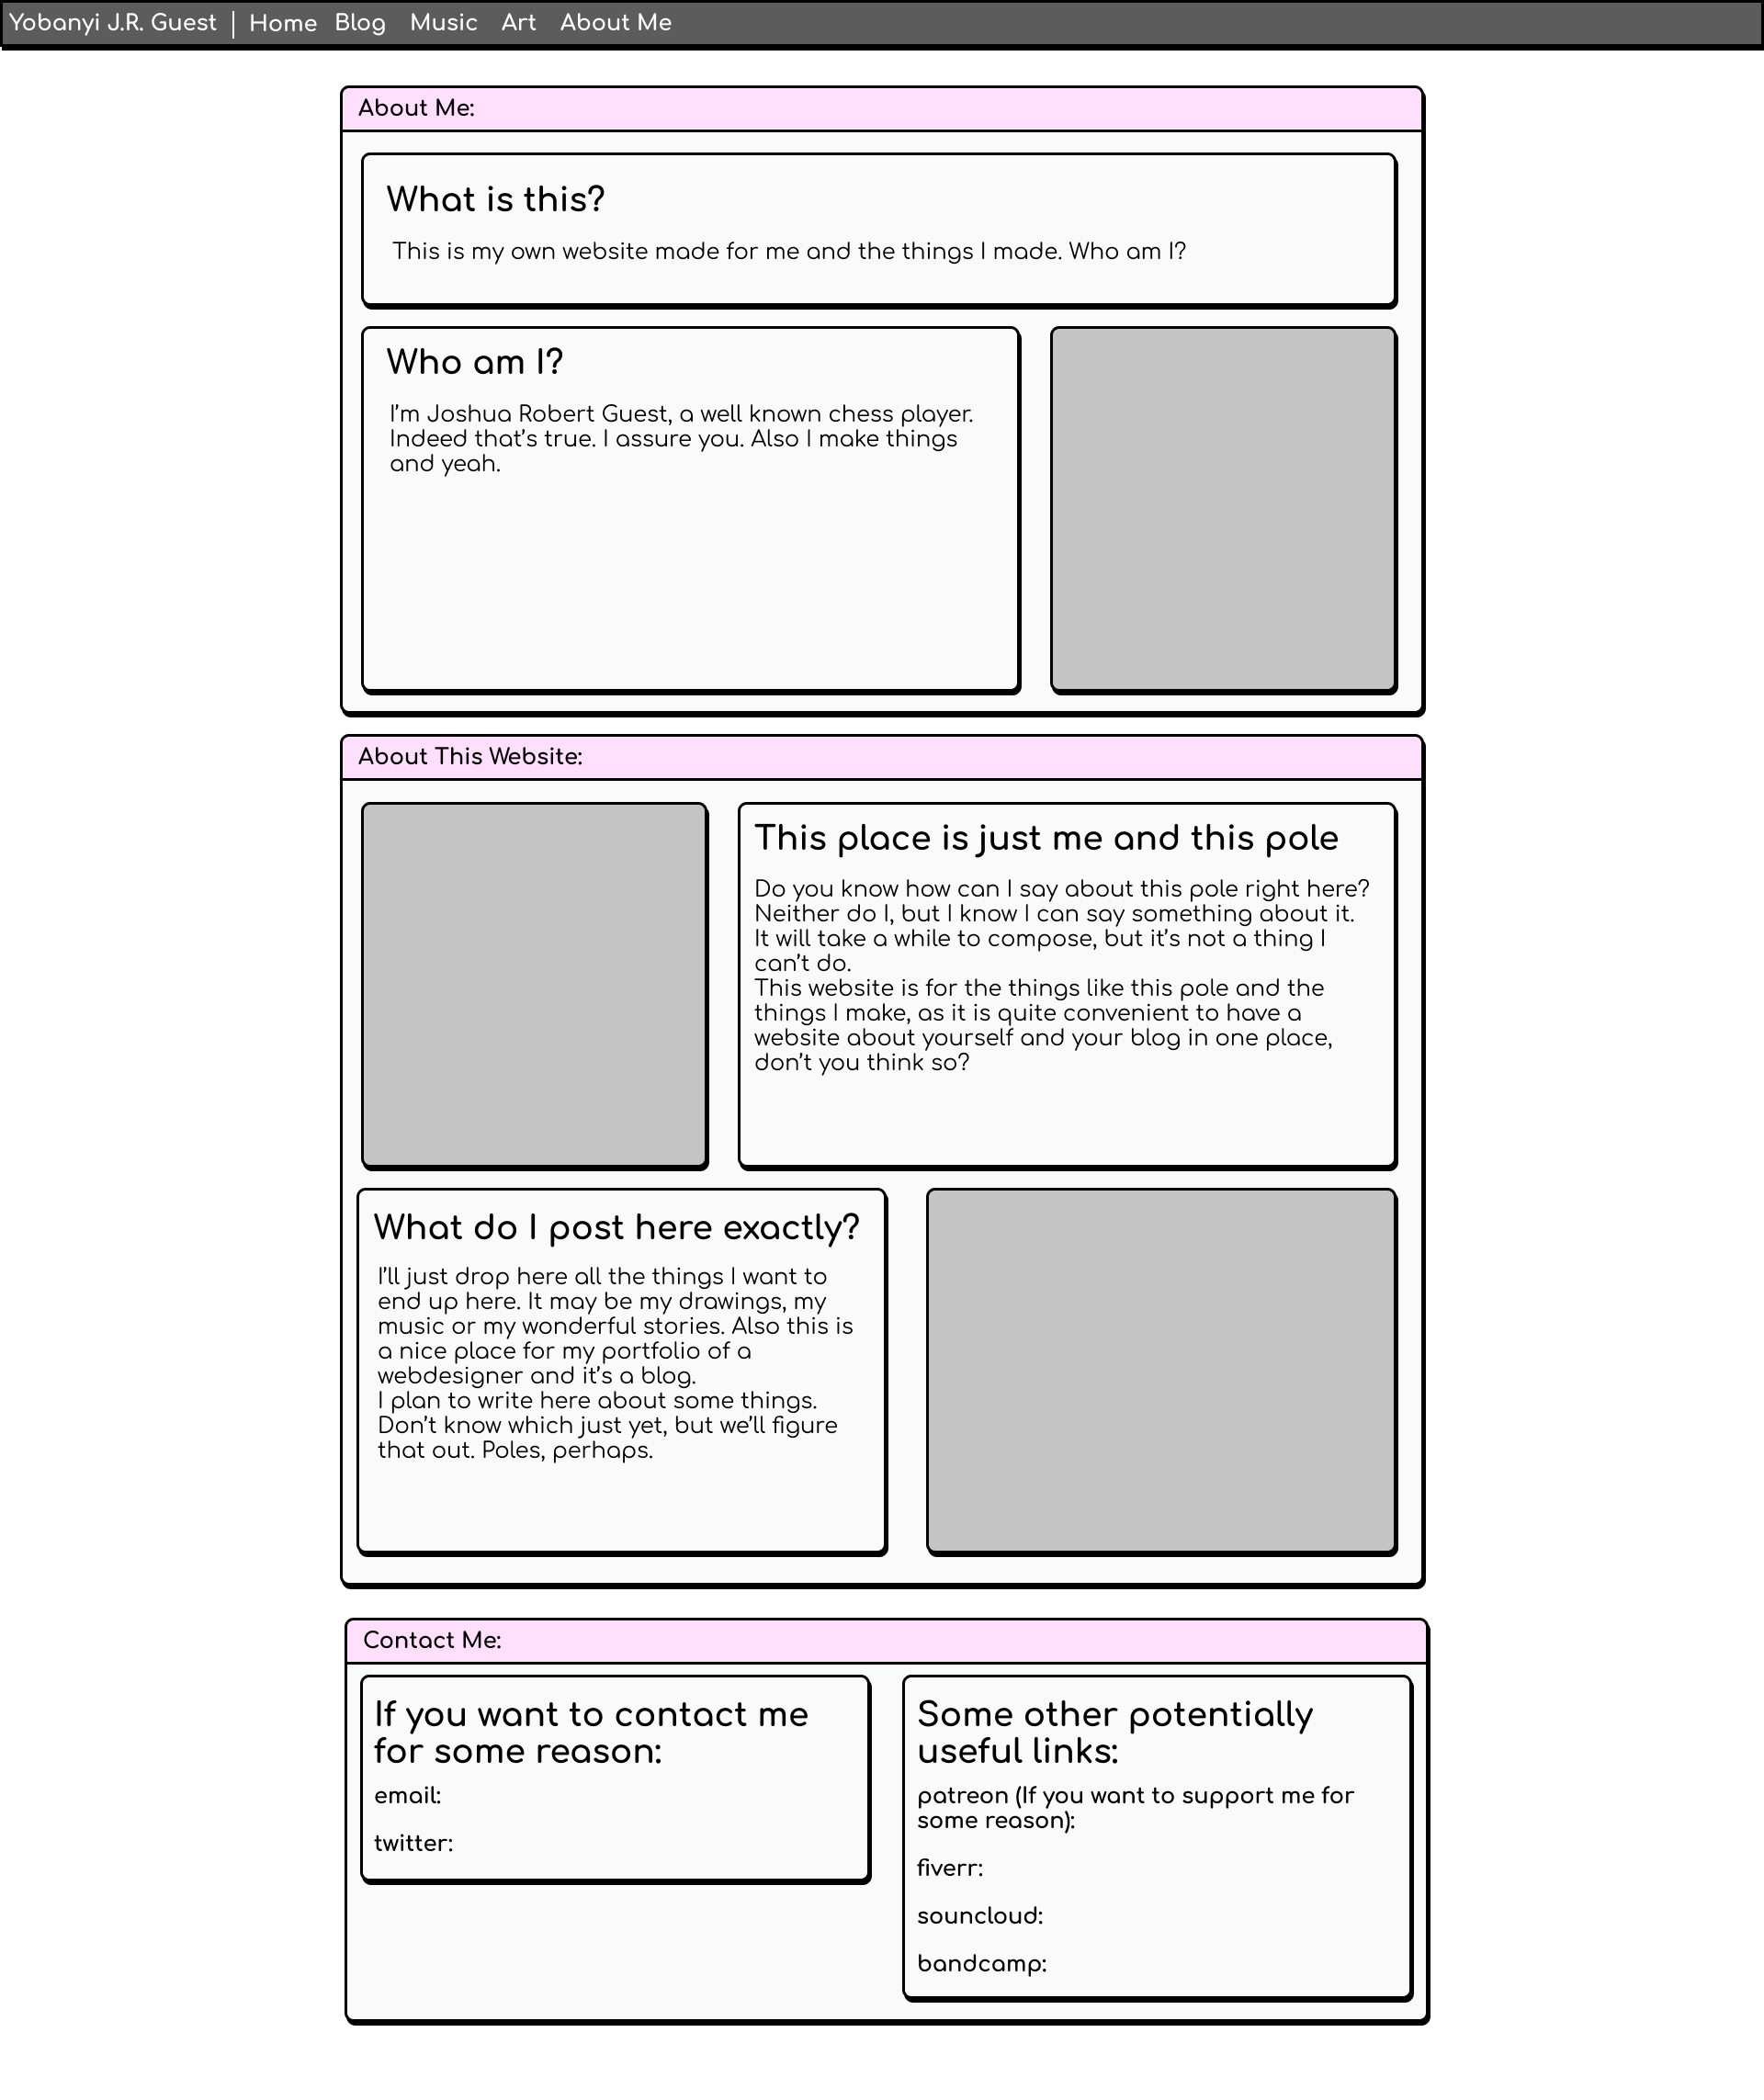 Yobanyi J.R. Guest | Home Blog Music Art About Me
About Me:
What is this?
This is my own website made for me and the things I made. Who am I?
Who am I?
I'm Joshua Robert Guest, a well known chess player.
Indeed that's true. I assure you. Also I make things
and yeah.
About This Website:
This place is just me and this pole
Do you know how can I say about this pole right here?
Neither do I, but I know I can say something about it.
It will take a while to compose, but it's not a thing I
can't do.
This website is for the things like this pole and the
things I make, as it is quite convenient to have a
website about yourself and your blog in one place,
don't you think so?
What do I post here exactly?
I'll just drop here all the things I want to
end up here. It may be my drawings, my
music or my wonderful stories. Also this is
a nice place for my portfolio of a
webdesigner and it's a blog.
I plan to write here about some things.
Don't know which just yet, but we'll figure
that out. Poles, perhaps.
Contact Me:
If you want to contact me
for some reason:
email:
twitter:
Some other potentially
useful links:
patreon (If you want to support me for
some reason):
fiverr:
souncloud:
bandcamp: